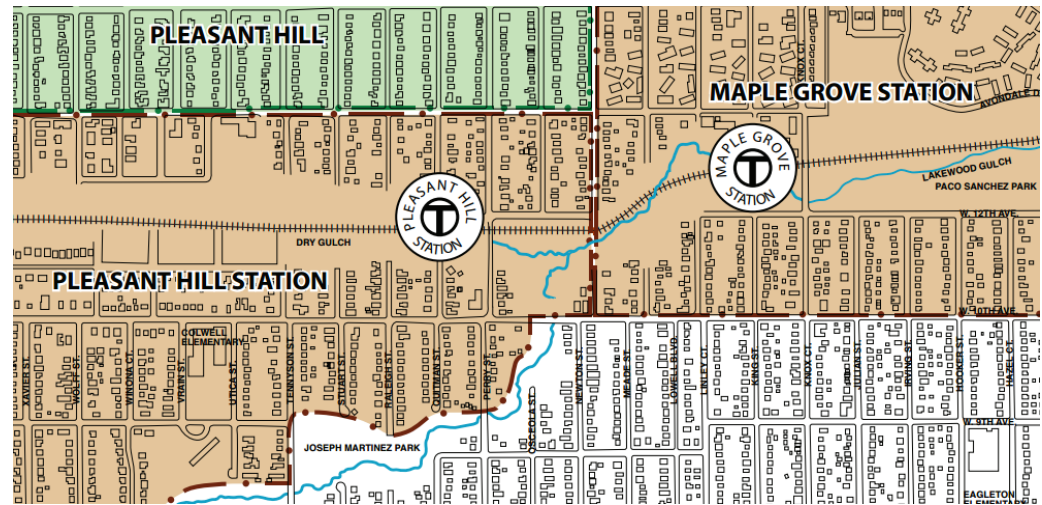 PLEASANT HILL
KNOX CT.
MAPLE GROVE STATION
AVONDALE D
MAPLE GROVE
T
STATION
LAKEWOOD GULCH
PACO SANCHEZ PARK
PLEASANT HILL
T
STATION
W. 12TH AVE.
DRY GULCH
PLEASANT HILL STATION
W. 10TH AVE.
COLWELL
ELEMENTARY
XAVIER ST.
WOLFF ST.
WINONA CT.
VRAIN ST.
UTICA ST.
TENNYSON ST.
STUART ST.
RALEIGH ST.
QUITMAN ST.
PERRY ST.
OSCEOLA ST.
NEWTON ST.
MEADE ST.
LOWELL BLVD.
LINLEY CT.
KING ST.
KNOX CT.
JULIAN ST.
IRVING ST.
HOOKER ST.
HAZEL CT.
W. 9TH AVE.
JOSEPH MARTINEZ PARK
EAGLETON